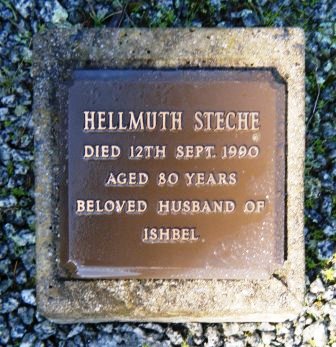 HELLMUTH STECHE
DIED 12TH SEPT. 1990
AGED 80 YEARS
BELOVED HUSBAND OF
ISHBEL